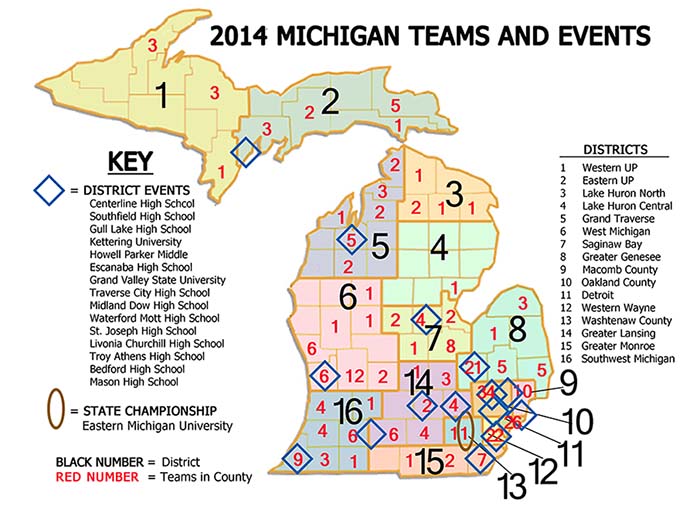 2014 MICHIGAN TEAMS AND EVENTS
3
1
3
1
2
2
5
3
1
KEY
= DISTRICT EVENTS
Centerline High School
Southfield High School
Gull Lake High School
Kettering University
Howell Parker Middle
Escanaba High School
Grand Valley State University
Traverse City High School
Midland Dow High School
Waterford Mott High School
St. Joseph High School
Livonia Churchill High School
Troy Athens High School
Bedford High School
Mason High School
= STATE CHAMPIONSHIP
Eastern Michigan University
BLACK NUMBER = District
RED NUMBER = Teams in County
2
1
3
3
1
2
1
1
1
2
5
5
2
4
6
1
1
1
6
1
2
4
2
7
1
1
8
6
12
2
3
8
5
5
21
14
1
3
2
4
4
4
1
16
4
6
6
4
9
3
1
11
15
7
34
10
26
22
9
10
11
12
13
DISTRICTS
1 Western UP
2 Eastern UP
3 Lake Huron North
4 Lake Huron Central
5 Grand Traverse
6 West Michigan
7 Saginaw Bay
8 Greater Genesee
9 Macomb County
10 Oakland County
11 Detroit
12 Western Wayne
13 Washtenaw County
14 Greater Lansing
15 Greater Monroe
16 Southwest Michigan